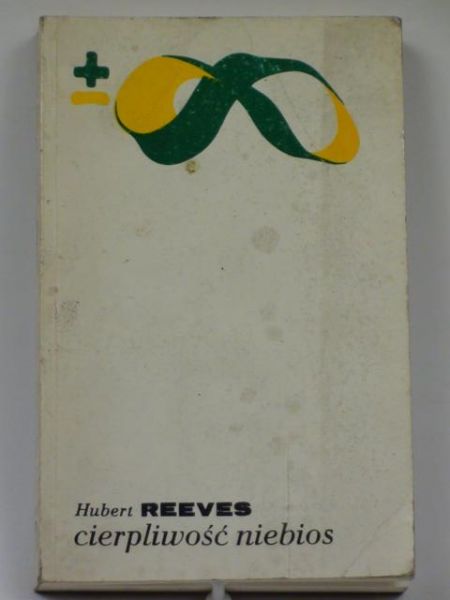 ±∞
Hubert REEVES
cierpliwość niebios